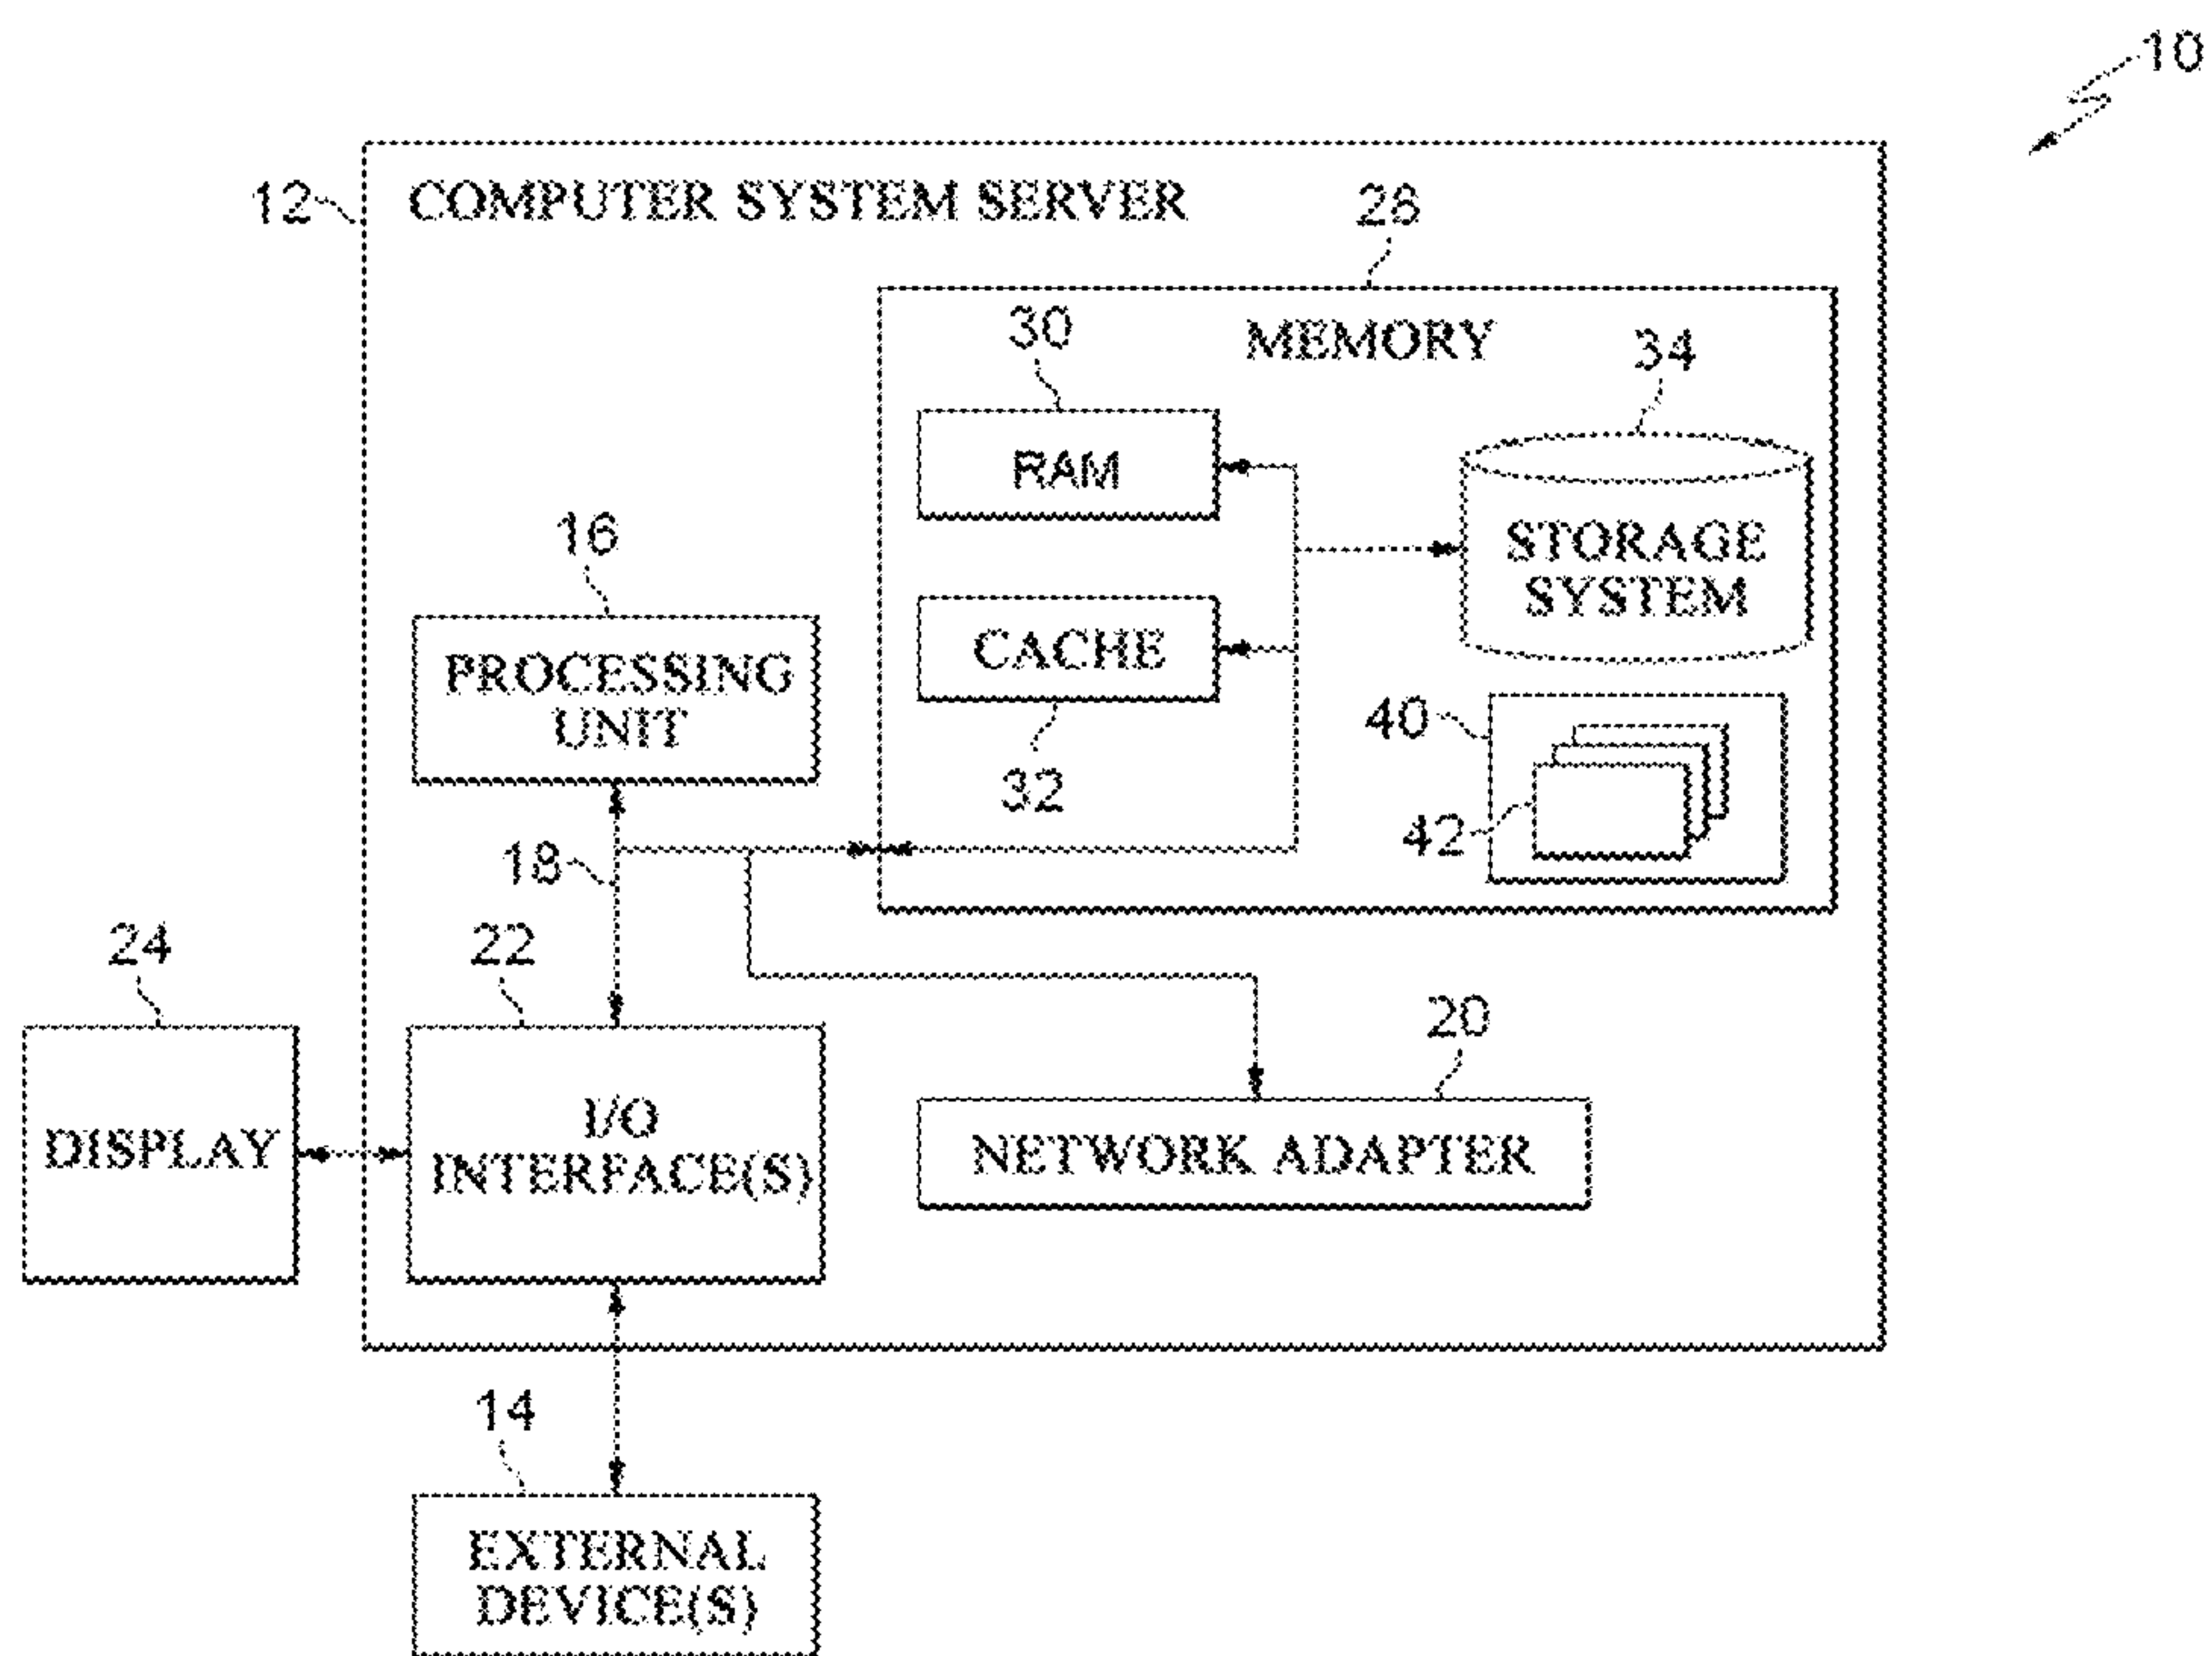 10
12
COMPUTER SYSTEM SERVER
28
30
MEMORY
34
RAM
16
STORAGE
SYSTEM
PROCESSING
UNIT
CACHE
40
32
42
18
24
22
20
DISPLAY
I/O
INTERFACE(S)
NETWORK ADAPTER
14
EXTERNAL
DEVICE(S)